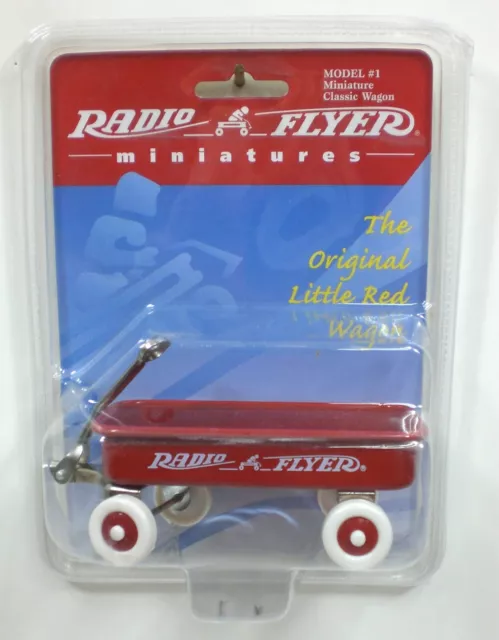 MODEL #1
Miniature
Classic Wagon
RADIO FLYER®
miniatures
The
Original
Little Red
Wagon
RADIO FLYER®